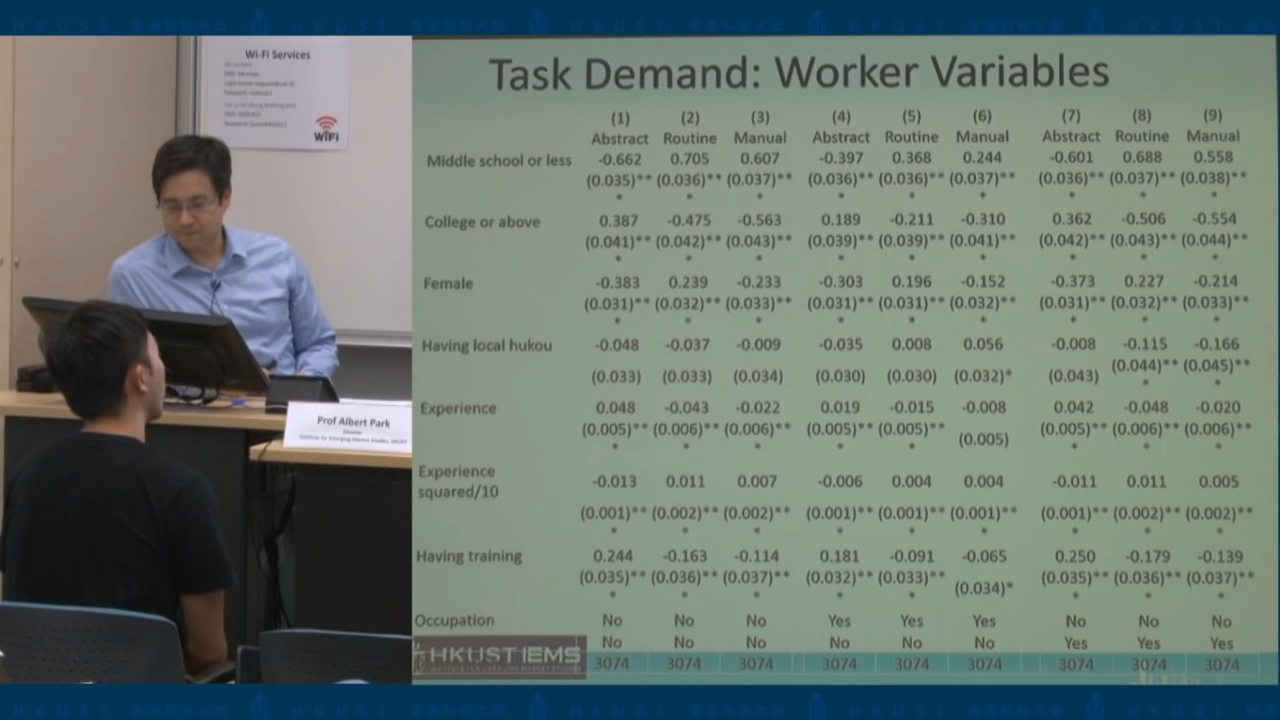 HKUST
Wi-Fi Services
WiFi
Prof Albert Park
Director
Institute for Emerging Market Studies, HKUST
Task Demand: Worker Variables
(1) (2) (3) (4) (5) (6) (7) (8) (9)
Abstract Routine Manual Abstract Routine Manual Abstract Routine Manual
Middle school or less -0.662 0.705 0.607 -0.397 0.368 0.244 -0.601 0.688 0.558
(0.035)** (0.036)** (0.037)** (0.036)** (0.036)** (0.037)** (0.036)** (0.037)** (0.038)**
* * * * * * * * *
College or above 0.387 -0.475 -0.563 0.189 -0.211 -0.310 0.362 -0.506 -0.554
(0.041)** (0.042)** (0.043)** (0.039)** (0.039)** (0.041)** (0.042)** (0.043)** (0.044)**
* * * * * * * * *
Female -0.383 0.239 -0.233 -0.303 0.196 -0.152 -0.373 0.227 -0.214
(0.031)** (0.032)** (0.033)** (0.031)** (0.031)** (0.032)** (0.031)** (0.032)** (0.033)**
* * * * * * * * *
Having local hukou -0.048 -0.037 -0.009 -0.035 0.008 0.056 -0.008 -0.115 -0.166
(0.033) (0.033) (0.034) (0.030) (0.030) (0.032)* (0.043) (0.044)** (0.045)**
* *
Experience 0.048 -0.043 -0.022 0.019 -0.015 -0.008 0.042 -0.048 -0.020
(0.005)** (0.006)** (0.006)** (0.005)** (0.005)** (0.005) (0.005)** (0.006)** (0.006)**
* * * * * * * *
Experience
squared/10 -0.013 0.011 0.007 -0.006 0.004 0.004 -0.011 0.011 0.005
(0.001)** (0.002)** (0.002)** (0.001)** (0.001)** (0.001)** (0.001)** (0.002)** (0.002)**
* * * * * * * * *
Having training 0.244 -0.163 -0.114 0.181 -0.091 -0.065 0.250 -0.179 -0.139
(0.035)** (0.036)** (0.037)** (0.032)** (0.033)** (0.034)* (0.035)** (0.036)** (0.037)**
* * * * * * * *
Occupation No No No Yes Yes Yes No No No
No No No No No No Yes Yes Yes
3074 3074 3074 3074 3074 3074 3074 3074 3074
HKUST IEMS